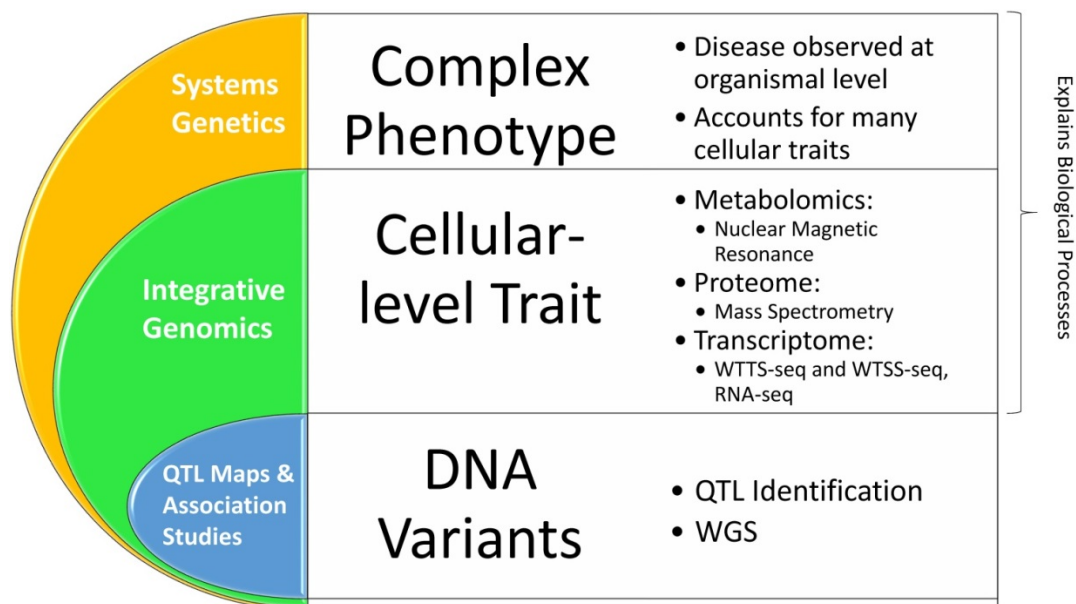 Systems
Genetics
Complex
Phenotype
• Disease observed at
organismal level
• Accounts for many
cellular traits
Integrative
Genomics
Cellular-
level Trait
• Metabolomics:
• Nuclear Magnetic
Resonance
• Proteome:
• Mass Spectrometry
• Transcriptome:
• WTTS-seq and WTSS-seq,
RNA-seq
QTL Maps &
Association
Studies
DNA
Variants
• QTL Identification
• WGS
Explains Biological Processes